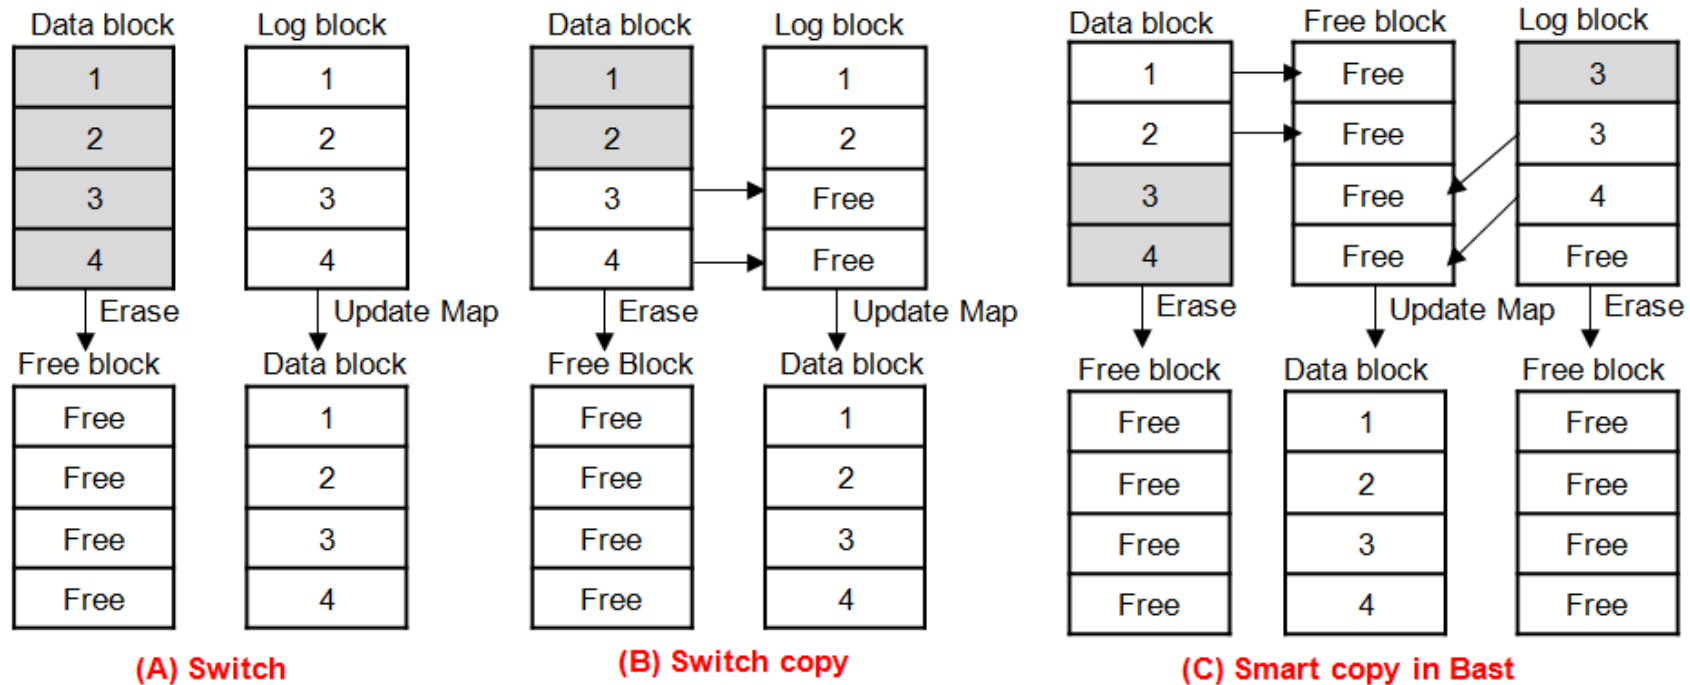 Data block
Log block
1
2
3
4
1
2
3
4
Erase
Update Map
Free block
Data block
Free
Free
Free
Free
1
2
3
4
(A) Switch
Data block
Log block
1
2
3
4
1
2
Free
Free
Erase
Update Map
Free Block
Data block
Free
Free
Free
Free
1
2
3
4
(B) Switch copy
Data block
Free block
Log block
1
2
3
4
Free
Free
Free
Free
3
3
4
Free
Erase
Update Map
Erase
Free block
Data block
Free block
Free
Free
Free
Free
1
2
3
4
Free
Free
Free
Free
(C) Smart copy in Bast